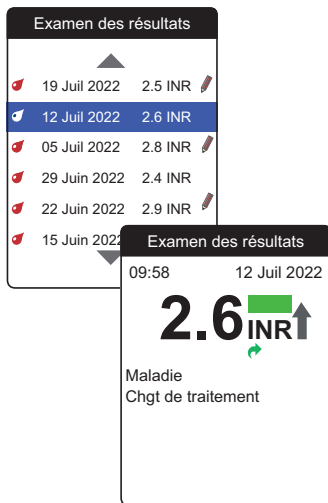 Examen des résultats
19 Juil 2022 2.5 INR
12 Juil 2022 2.6 INR
05 Juil 2022 2.8 INR
29 Juin 2022 2.4 INR
22 Juin 2022 2.9 INR
15 Juin 2022
Examen des résultats
09:58 12 Juil 2022
2.6 INR
Maladie
Chgt de traitement